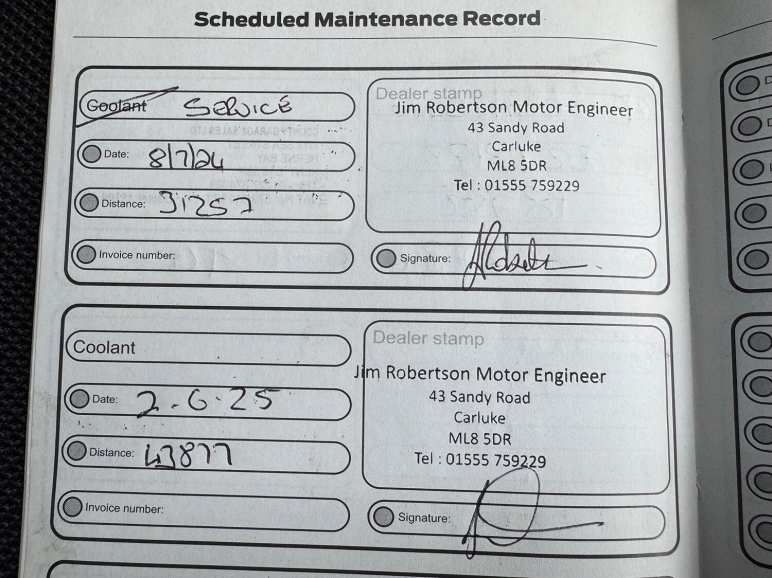 Scheduled Maintenance Record
Coolant SERVICE
Date: 8/7/24
Distance: 31257
Invoice number:
Dealer stamp
Jim Robertson Motor Engineer
43 Sandy Road
Carluke
ML8 5DR
Tel : 01555 759229
Signature:
Coolant
Date: 2.6.25
Distance: 43877
Invoice number:
Dealer stamp
Jim Robertson Motor Engineer
43 Sandy Road
Carluke
ML8 5DR
Tel : 01555 759229
Signature: